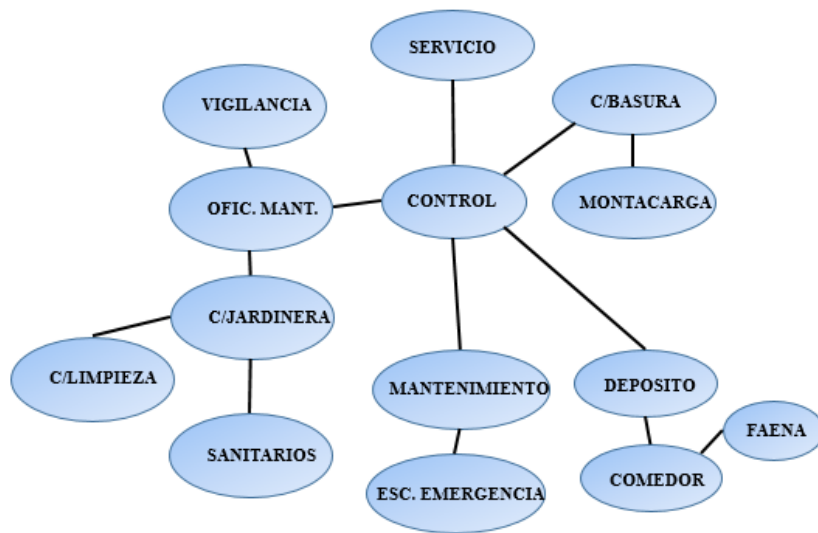 SERVICIO
VIGILANCIA
C/BASURA
OFIC. MANT.
CONTROL
MONTACARGA
C/JARDINERA
C/LIMPIEZA
MANTENIMIENTO
DEPOSITO
FAENA
SANITARIOS
COMEDOR
ESC. EMERGENCIA